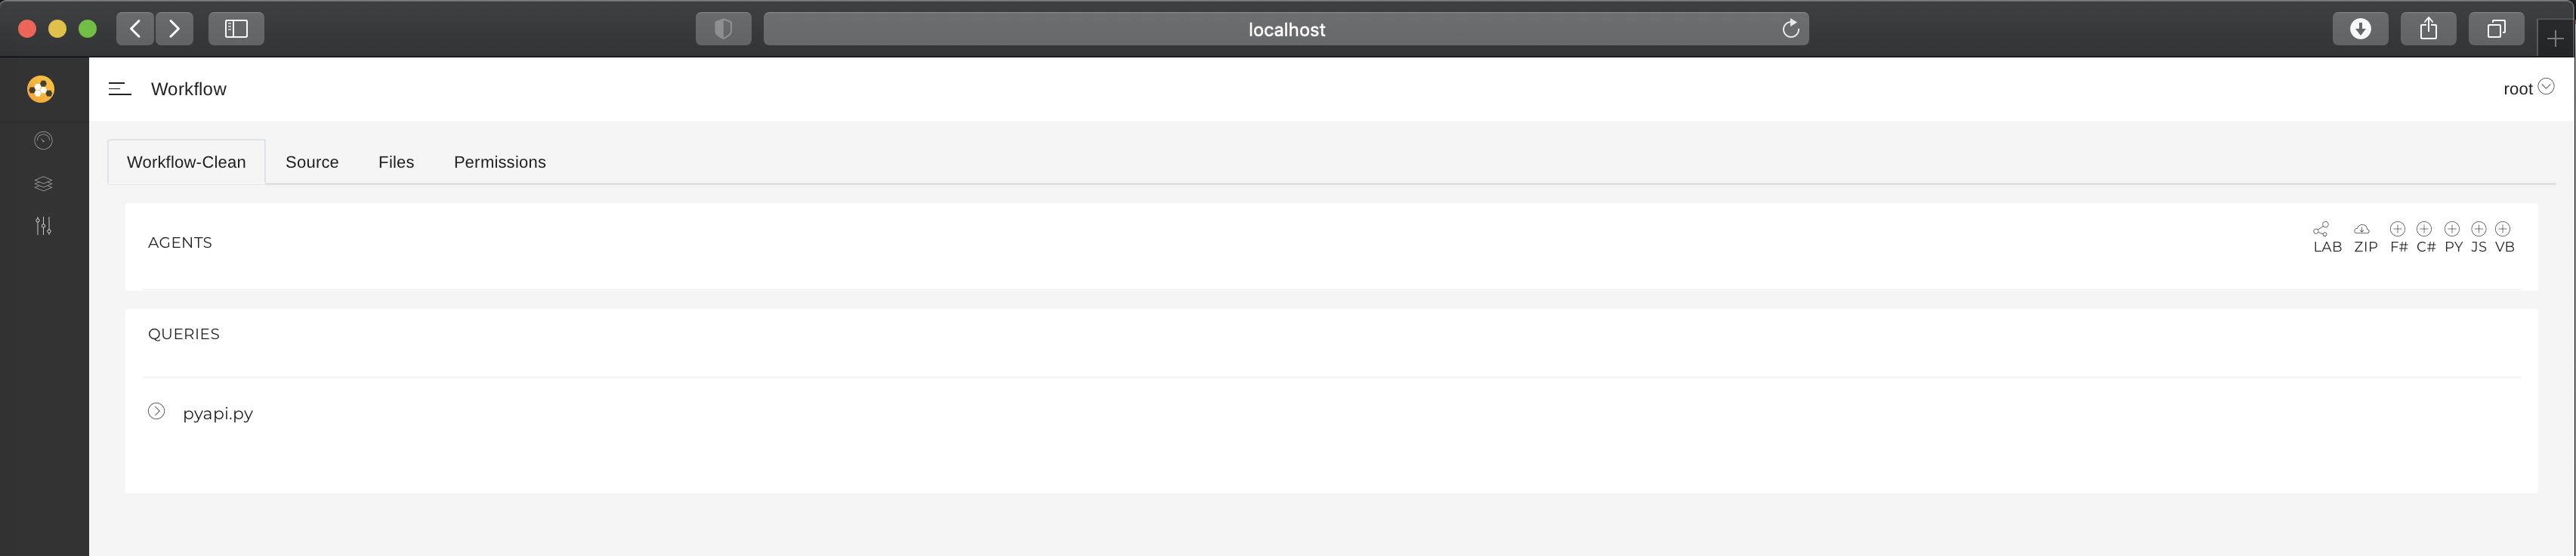 localhost
Workflow
root
Workflow-Clean Source Files Permissions
AGENTS
LAB ZIP F# C# PY JS VB
QUERIES
pyapi.py